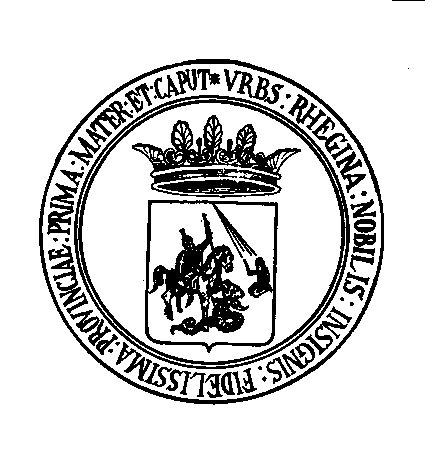 VRBS: RHEGINA: NOBILIS: INSIGNIS: FIDELISSIMA: PROVINCIAE: PRIMA: MATER: ET: CAPUT*